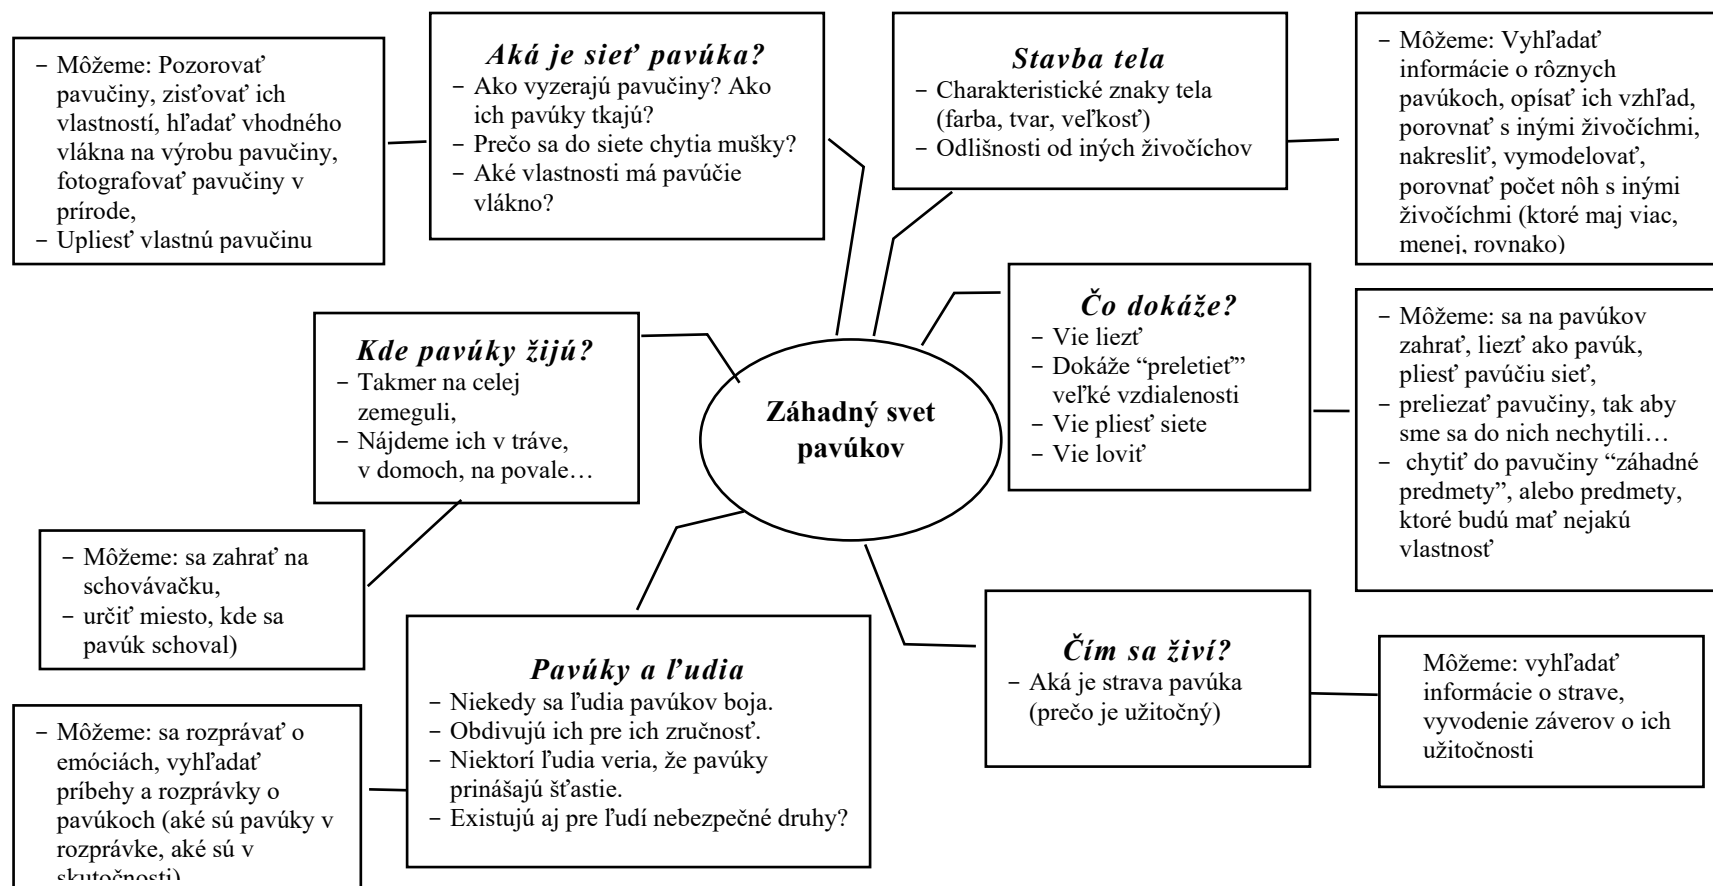 – Môžeme: Pozorovať
pavučiny, zisťovať ich
vlastností, hľadať vhodného
vlákna na výrobu pavučiny,
fotografovať pavučiny v
prírode,
– Upliesť vlastnú pavučinu
Aká je sieť pavúka?
– Ako vyzerajú pavučiny? Ako
ich pavúky tkajú?
– Prečo sa do siete chytia mušky?
– Aké vlastnosti má pavúčie
vlákno?
Stavba tela
– Charakteristické znaky tela
(farba, tvar, veľkosť)
– Odlišnosti od iných živočíchov
– Môžeme: Vyhľadať
informácie o rôznych
pavúkoch, opísať ich vzhľad,
porovnať s inými živočíchmi,
nakresliť, vymodelovať,
porovnať počet nôh s inými
živočíchmi (ktoré maj viac,
menej, rovnako)
Kde pavúky žijú?
– Takmer na celej
zemeguli,
– Nájdeme ich v tráve,
v domoch, na povale…
Záhadný svet
pavúkov
Čo dokáže?
– Vie liezť
– Dokáže “preletieť”
veľké vzdialenosti
– Vie pliesť siete
– Vie loviť
– Môžeme: sa na pavúkov
zahrať, liezť ako pavúk,
pliesť pavúčiu sieť,
– preliezať pavučiny, tak aby
sme sa do nich nechytili…
– chytiť do pavučiny “záhadné
predmety”, alebo predmety,
ktoré budú mať nejakú
vlastnosť
– Môžeme: sa zahrať na
schovávačku,
– určiť miesto, kde sa
pavúk schoval)
Pavúky a ľudia
– Niekedy sa ľudia pavúkov boja.
– Obdivujú ich pre ich zručnosť.
– Niektorí ľudia veria, že pavúky
prinášajú šťastie.
– Existujú aj pre ľudí nebezpečné druhy?
Čím sa živí?
– Aká je strava pavúka
(prečo je užitočný)
Môžeme: vyhľadať
informácie o strave,
vyvodenie záverov o ich
užitočnosti
– Môžeme: sa rozprávať o
emóciách, vyhľadať
príbehy a rozprávky o
pavúkoch (aké sú pavúky v
rozprávke, aké sú v
skutočnosti)